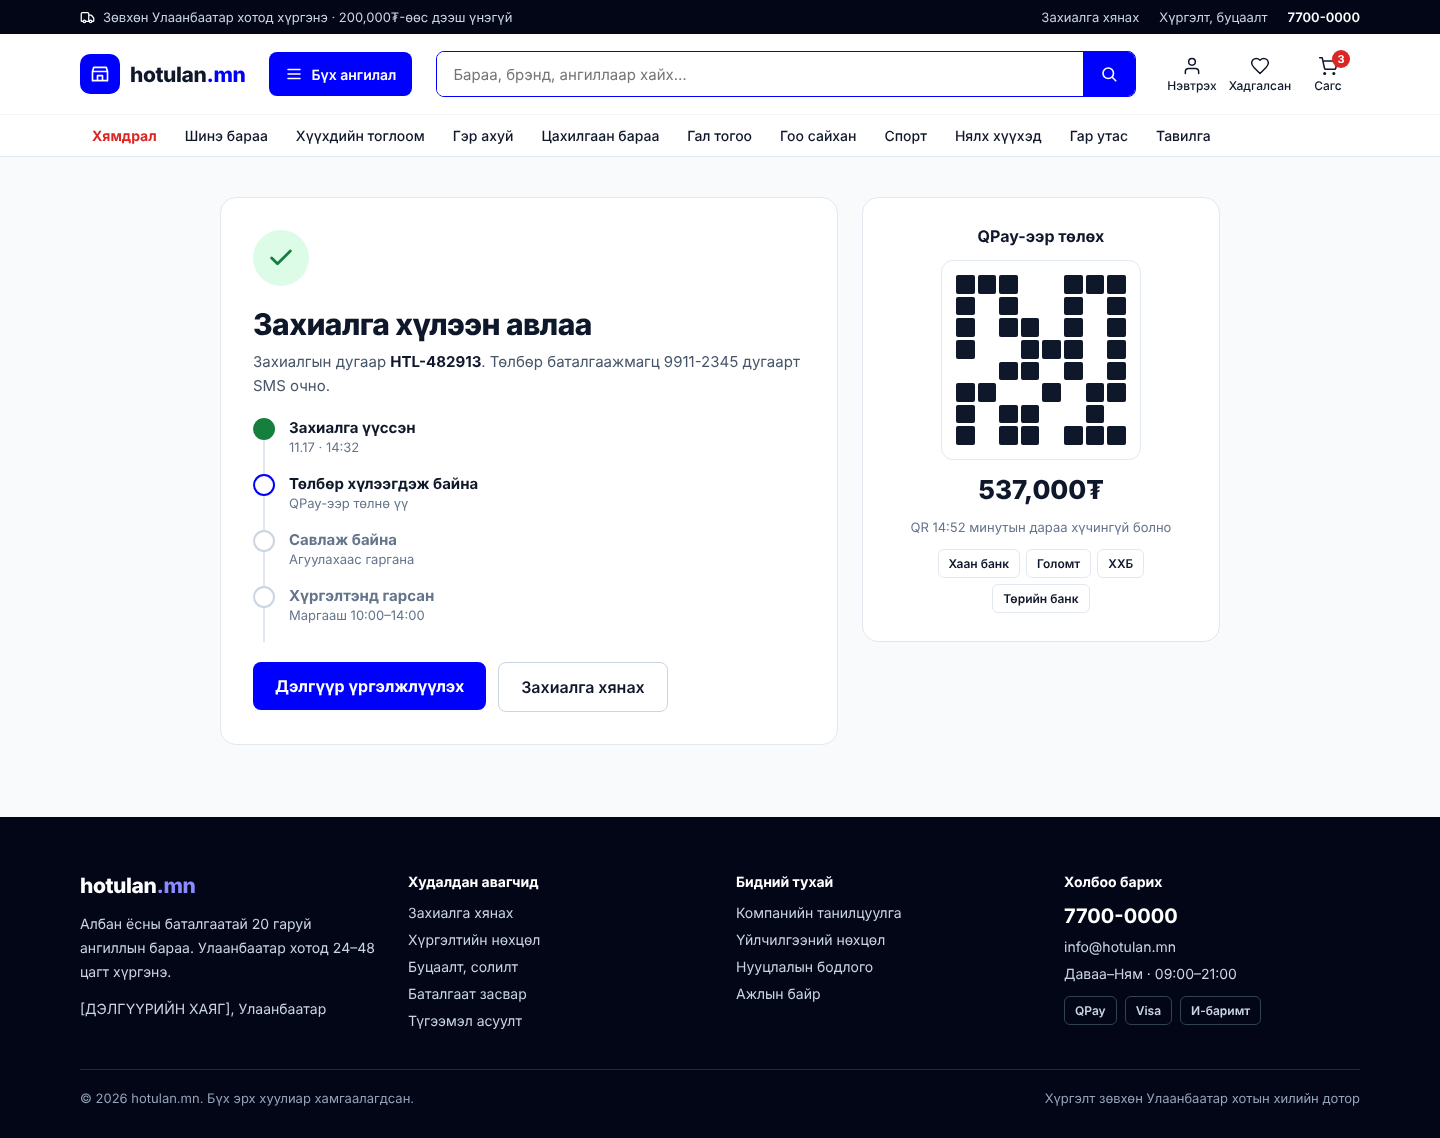 Зөвхөн Улаанбаатар хотод хүргэнэ · 200,000₮-өөс дээш үнэгүй
Захиалга хянах
Хүргэлт, буцаалт
7700-0000
hotulan.mn
Бүх ангилал
Бараа, брэнд, ангиллаар хайх...
Нэвтрэх
Хадгалсан
3
Сагс
Хямдрал
Шинэ бараа
Хүүхдийн тоглоом
Гэр ахуй
Цахилгаан бараа
Гал тогоо
Гоо сайхан
Спорт
Нялх хүүхэд
Гар утас
Тавилга
Захиалга хүлээн авлаа
Захиалгын дугаар HTL-482913. Төлбөр баталгаажмагц 9911-2345 дугаарт
SMS очно.
Захиалга үүссэн
11.17 · 14:32
Төлбөр хүлээгдэж байна
QPay-ээр төлнө үү
Савлаж байна
Агуулахаас гаргана
Хүргэлтэнд гарсан
Маргааш 10:00–14:00
Дэлгүүр үргэлжлүүлэх
Захиалга хянах
QPay-ээр төлөх
537,000₮
QR 14:52 минутын дараа хүчингүй болно
Хаан банк
Голомт
ХХБ
Төрийн банк
hotulan.mn
Албан ёсны баталгаатай 20 гаруй
ангиллын бараа. Улаанбаатар хотод 24–48
цагт хүргэнэ.
[ДЭЛГҮҮРИЙН ХАЯГ], Улаанбаатар
Худалдан авагчид
Захиалга хянах
Хүргэлтийн нөхцөл
Буцаалт, солилт
Баталгаат засвар
Түгээмэл асуулт
Бидний тухай
Компанийн танилцуулга
Үйлчилгээний нөхцөл
Нууцлалын бодлого
Ажлын байр
Холбоо барих
7700-0000
info@hotulan.mn
Даваа–Ням · 09:00–21:00
QPay
Visa
И-баримт
© 2026 hotulan.mn. Бүх эрх хуулиар хамгаалагдсан.
Хүргэлт зөвхөн Улаанбаатар хотын хилийн дотор